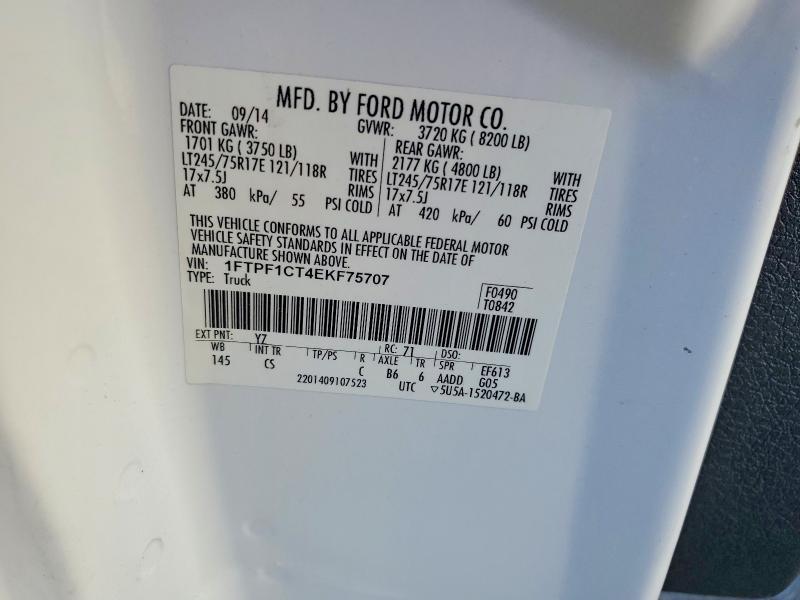 MFD. BY FORD MOTOR CO.
DATE: 09/14 GVWR: 3720 KG ( 8200 LB)
FRONT GAWR: REAR GAWR:
1701 KG ( 3750 LB) WITH 2177 KG ( 4800 LB) WITH
LT245/75R17E 121/118R TIRES LT245/75R17E 121/118R TIRES
17x7.5J RIMS 17x7.5J RIMS
AT 380 kPa/ 55 PSI COLD AT 420 kPa/ 60 PSI COLD
THIS VEHICLE CONFORMS TO ALL APPLICABLE FEDERAL MOTOR
VEHICLE SAFETY STANDARDS IN EFFECT ON THE DATE OF
MANUFACTURE SHOWN ABOVE.
VIN: 1FTPF1CT4EKF75707
TYPE: Truck
F0490
T0842
EXT PNT: YZ RC: 71 DSO:
WB INT TR TP/PS R AXLE TR SPR EF613
145 CS C B6 6 AADD G05
2201409107523 UTC ▽5U5A-1520472-BA